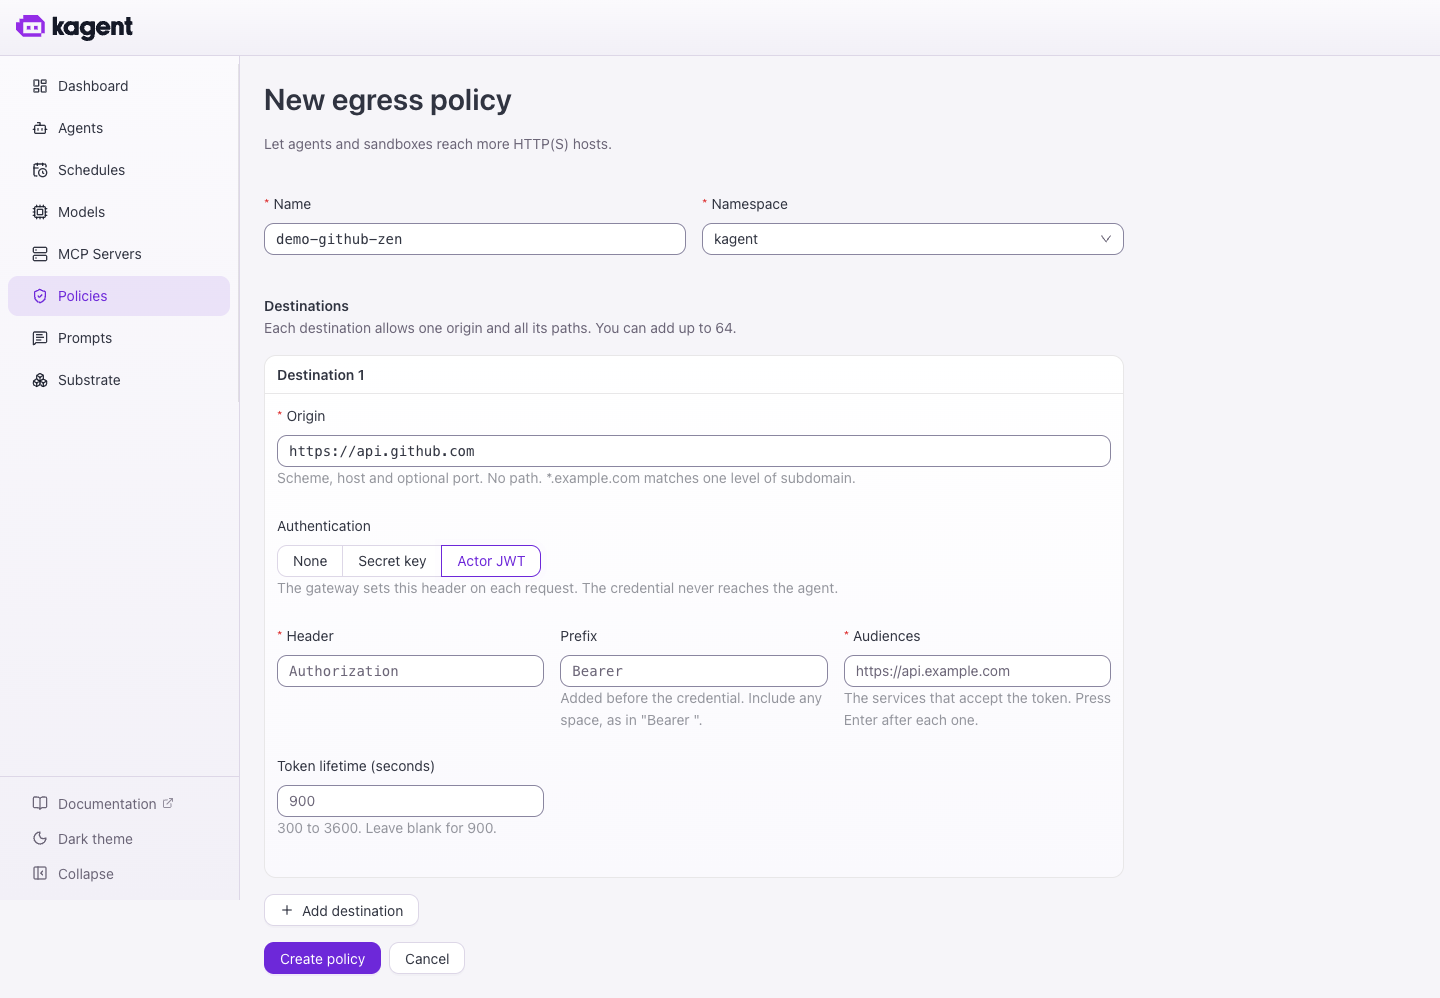 kagent
Dashboard
Agents
Schedules
Models
MCP Servers
Policies
Prompts
Substrate
Documentation
Dark theme
Collapse
New egress policy
Let agents and sandboxes reach more HTTP(S) hosts.
* Name
* Namespace
demo-github-zen
kagent
Destinations
Each destination allows one origin and all its paths. You can add up to 64.
Destination 1
* Origin
https://api.github.com
Scheme, host and optional port. No path. *.example.com matches one level of subdomain.
Authentication
None
Secret key
Actor JWT
The gateway sets this header on each request. The credential never reaches the agent.
* Header
Authorization
Prefix
Bearer
Added before the credential. Include any
space, as in "Bearer ".
* Audiences
https://api.example.com
The services that accept the token. Press
Enter after each one.
Token lifetime (seconds)
900
300 to 3600. Leave blank for 900.
+ Add destination
Create policy
Cancel